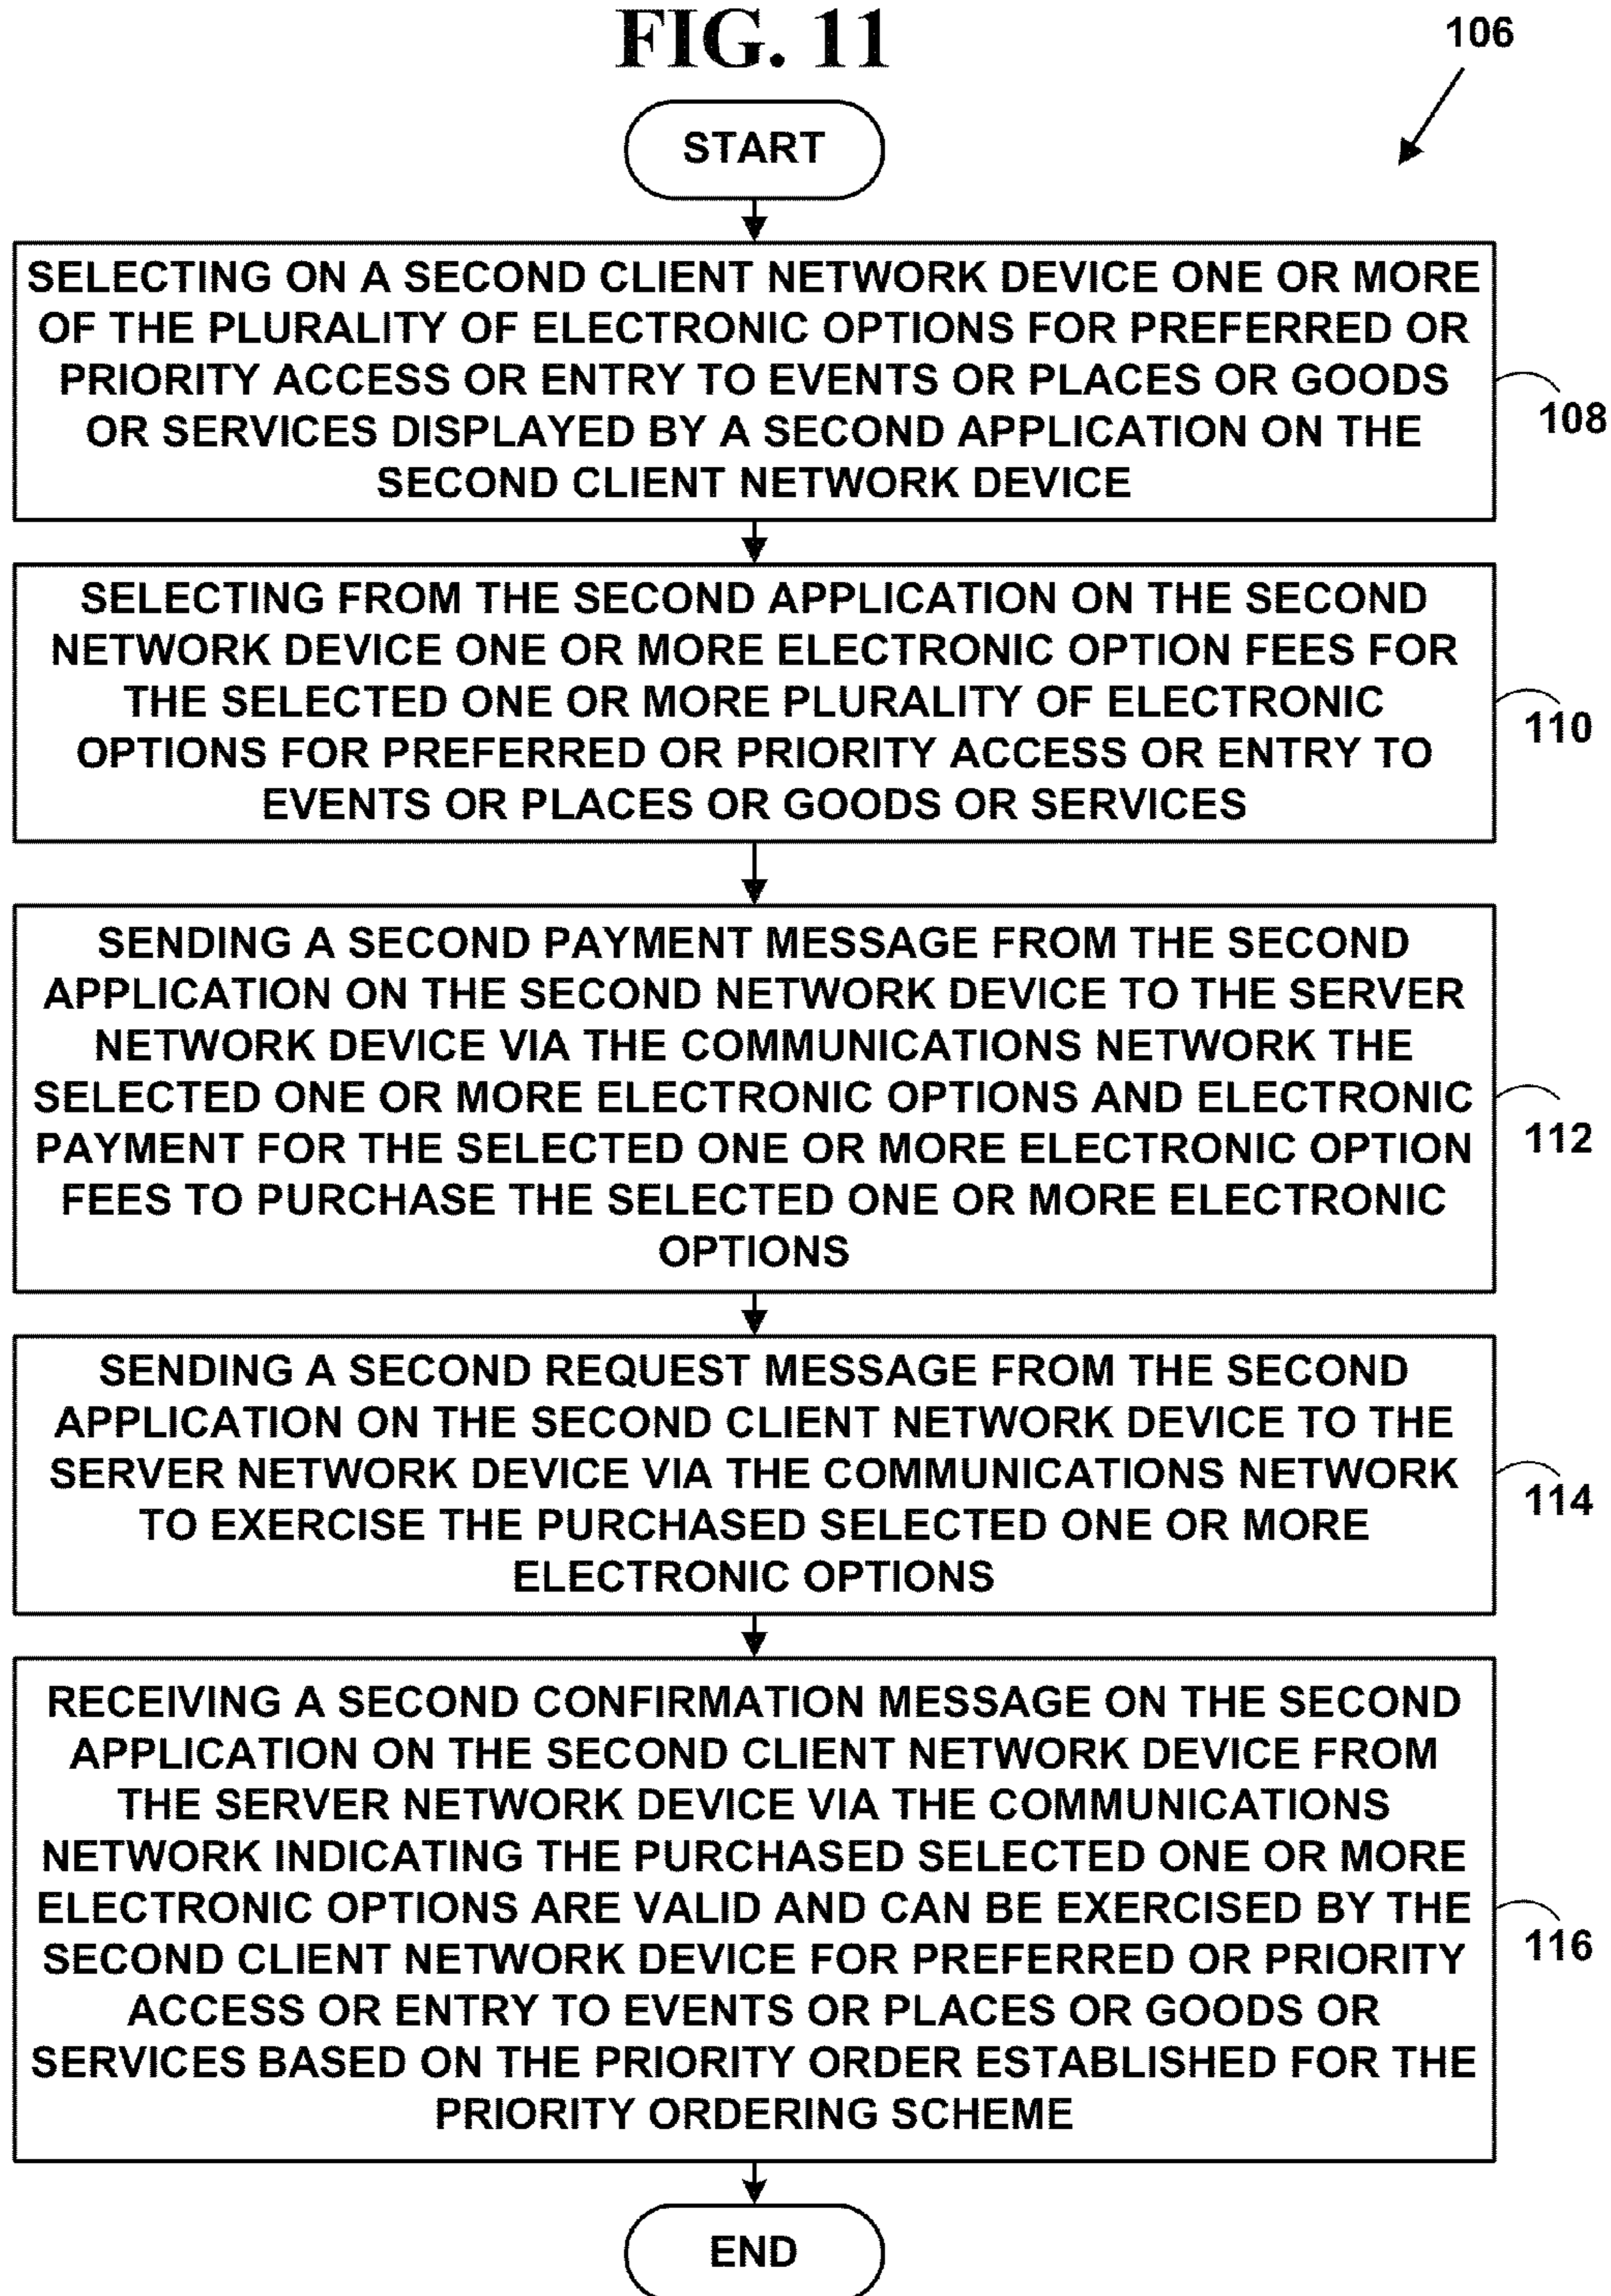 FIG. 11
106
START
SELECTING ON A SECOND CLIENT NETWORK DEVICE ONE OR MORE
OF THE PLURALITY OF ELECTRONIC OPTIONS FOR PREFERRED OR
PRIORITY ACCESS OR ENTRY TO EVENTS OR PLACES OR GOODS
OR SERVICES DISPLAYED BY A SECOND APPLICATION ON THE
SECOND CLIENT NETWORK DEVICE
108
SELECTING FROM THE SECOND APPLICATION ON THE SECOND
NETWORK DEVICE ONE OR MORE ELECTRONIC OPTION FEES FOR
THE SELECTED ONE OR MORE PLURALITY OF ELECTRONIC
OPTIONS FOR PREFERRED OR PRIORITY ACCESS OR ENTRY TO
EVENTS OR PLACES OR GOODS OR SERVICES
110
SENDING A SECOND PAYMENT MESSAGE FROM THE SECOND
APPLICATION ON THE SECOND NETWORK DEVICE TO THE SERVER
NETWORK DEVICE VIA THE COMMUNICATIONS NETWORK THE
SELECTED ONE OR MORE ELECTRONIC OPTIONS AND ELECTRONIC
PAYMENT FOR THE SELECTED ONE OR MORE ELECTRONIC OPTION
FEES TO PURCHASE THE SELECTED ONE OR MORE ELECTRONIC
OPTIONS
112
SENDING A SECOND REQUEST MESSAGE FROM THE SECOND
APPLICATION ON THE SECOND CLIENT NETWORK DEVICE TO THE
SERVER NETWORK DEVICE VIA THE COMMUNICATIONS NETWORK
TO EXERCISE THE PURCHASED SELECTED ONE OR MORE
ELECTRONIC OPTIONS
114
RECEIVING A SECOND CONFIRMATION MESSAGE ON THE SECOND
APPLICATION ON THE SECOND CLIENT NETWORK DEVICE FROM
THE SERVER NETWORK DEVICE VIA THE COMMUNICATIONS
NETWORK INDICATING THE PURCHASED SELECTED ONE OR MORE
ELECTRONIC OPTIONS ARE VALID AND CAN BE EXERCISED BY THE
SECOND CLIENT NETWORK DEVICE FOR PREFERRED OR PRIORITY
ACCESS OR ENTRY TO EVENTS OR PLACES OR GOODS OR
SERVICES BASED ON THE PRIORITY ORDER ESTABLISHED FOR THE
PRIORITY ORDERING SCHEME
116
END